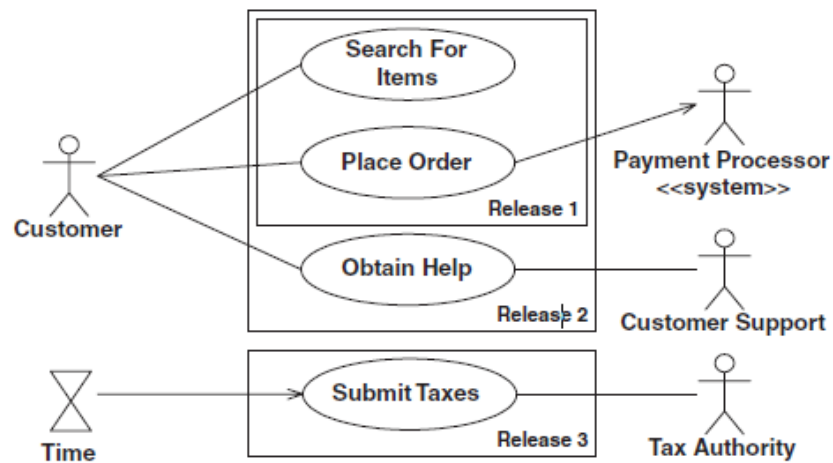 Search For
Items
Place Order
Payment Processor
<<system>>
Release 1
Customer
Obtain Help
Release 2
Customer Support
Submit Taxes
Release 3
Time
Tax Authority